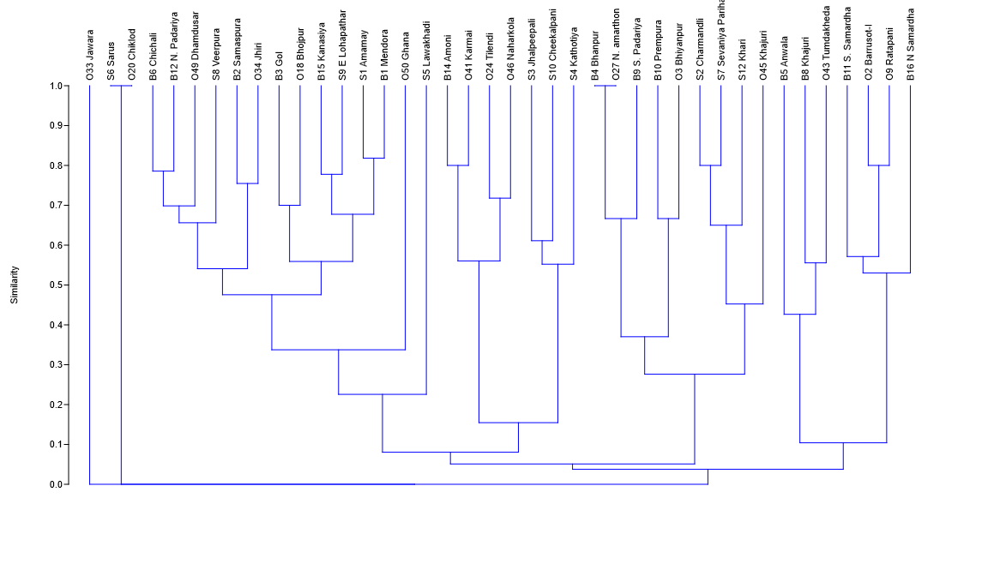 O33 Jawara
S6 Sarus
O20 Chiklod
B6 Chichali
B12 N. Padariya
O49 Dhamdusar
S8 Veerpura
B2 Samaspura
O34 Jhiri
B3 Gol
O18 Bhojpur
B15 Kanasiya
S9 E Lohapathar
S1 Amamay
B1 Mendora
O50 Ghana
S5 Lawakhadi
B14 Amoni
O41 Karmai
O24 Tilendi
O46 Naharkola
S3 Jhalpeepali
S10 Cheekalpani
S4 Kathotiya
B4 Bhanpur
O27 N. amarthon
B9 S. Padariya
B10 Prempura
O3 Bhiyanpur
S2 Charmandli
S7 Sevaniya Pariha
S12 Khari
O45 Khajuri
B5 Anwala
B8 Khajuri
O43 Tumdakheda
B11 S. Samardha
O2 Barrusot-I
O9 Ratapani
B16 N Samardha
1.0
0.9
0.8
0.7
0.6
0.5
0.4
0.3
0.2
0.1
0.0
Similarity